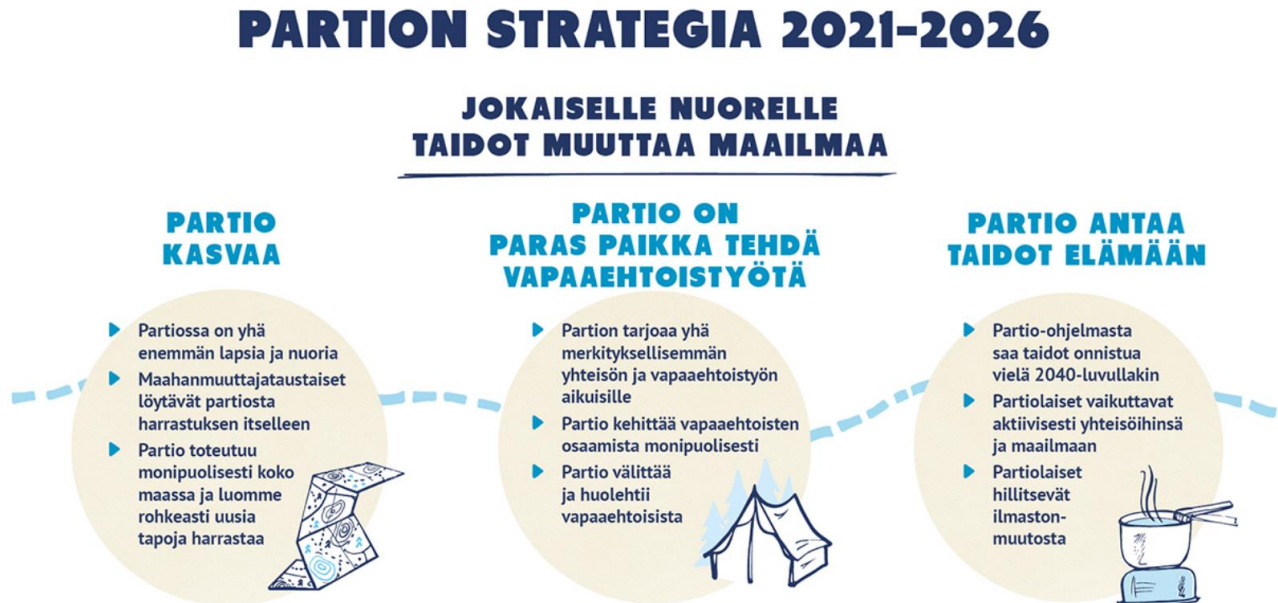 PARTION STRATEGIA 2021-2026
JOKAISELLE NUORELLE
TAIDOT MUUTTAA MAAILMAA
PARTIO
KASVAA
Partiossa on yhä
enemmän lapsia ja nuoria
Maahanmuuttajataustaiset
löytävät partiosta
harrastuksen itselleen
Partio toteutuu
monipuolisesti koko
maassa ja luomme
rohkeasti uusia
tapoja harrastaa
PARTIO ON
PARAS PAIKKA TEHDÄ
VAPAAEHTOISTYÖTÄ
Partion tarjoaa yhä
merkityksellisemmän
yhteisön ja vapaaehtoistyön
aikuisille
Partio kehittää vapaaehtoisten
osaamista monipuolisesti
Partio välittää
ja huolehtii
vapaaehtoisista
PARTIO ANTAA
TAIDOT ELÄMÄÄN
Partio-ohjelmasta
saa taidot onnistua
vielä 2040-luvullakin
Partiolaiset vaikuttavat
aktiivisesti yhteisöihinsä
ja maailmaan
Partiolaiset
hillitsevät
ilmaston-
muutosta